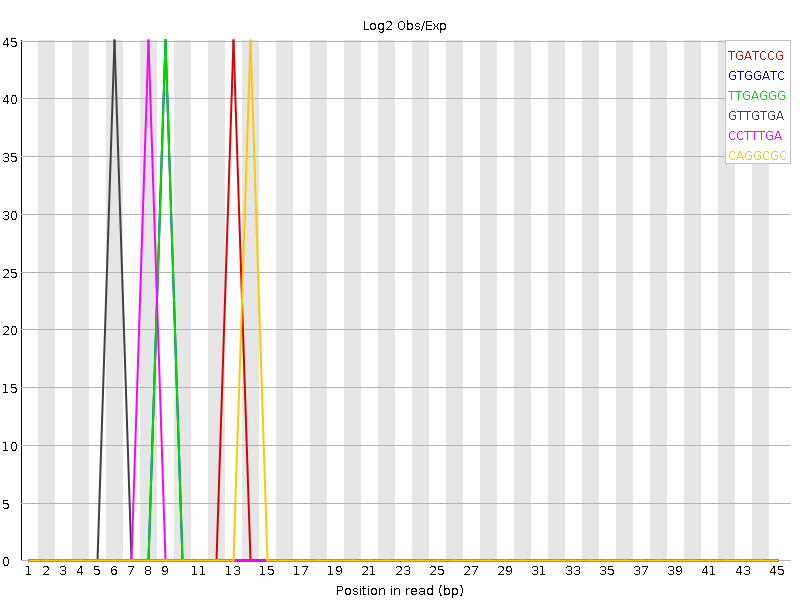 Log2 Obs/Exp
45
40
35
30
25
20
15
10
5
0
TGATCCG
GTGGATC
TTGAGGG
GTTGTGA
CCTTTGA
CAGGCGC
1 2 3 4 5 6 7 8 9 11 13 15 17 19 21 23 25 27 29 31 33 35 37 39 41 43 45
Position in read (bp)